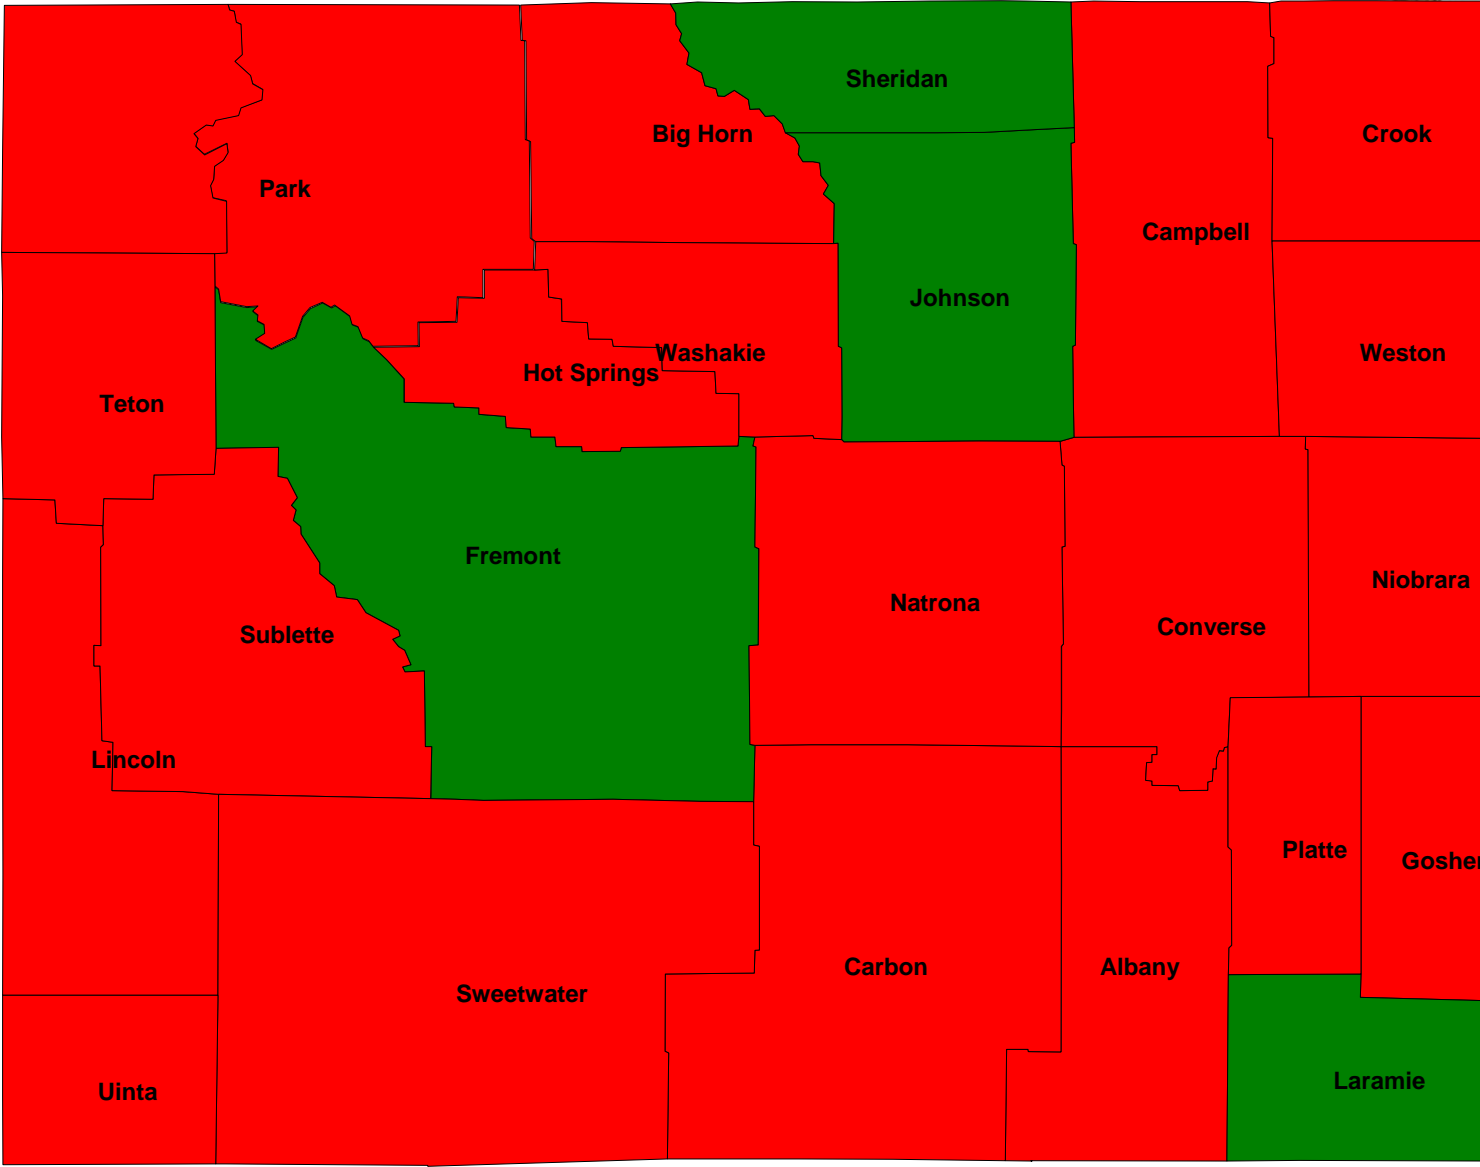 Sheridan
Big Horn
Crook
Park
Campbell
Johnson
Washakie
Weston
Hot Springs
Teton
Fremont
Niobrara
Natrona
Converse
Sublette
Lincoln
Platte
Goshen
Carbon
Albany
Sweetwater
Laramie
Uinta